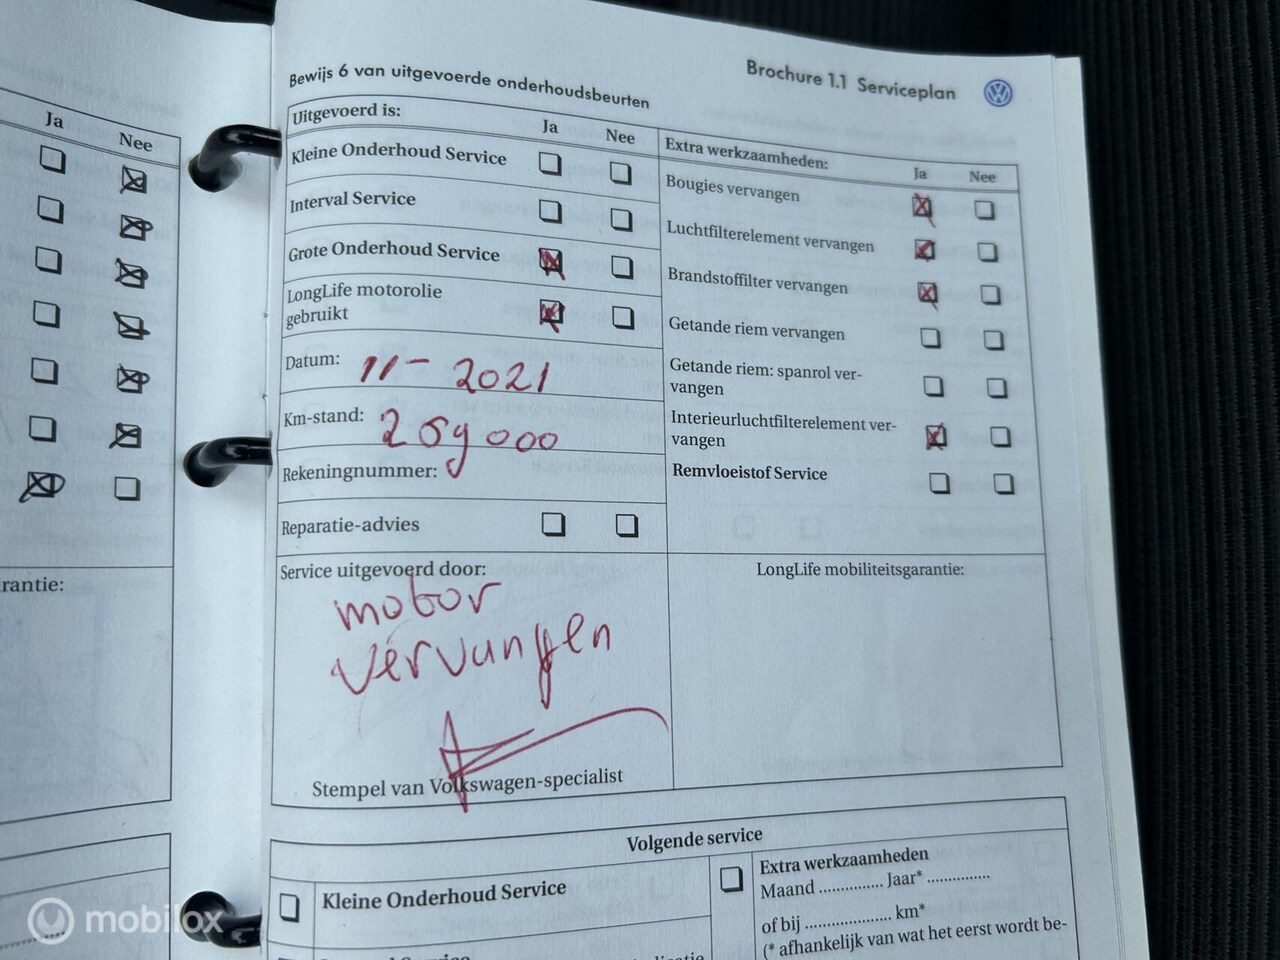 Ja Nee
rantie:
Brochure 1.1 Serviceplan
Bewijs 6 van uitgevoerde onderhoudsbeurten
Uitgevoerd is: Ja Nee
Kleine Onderhoud Service
Interval Service
Grote Onderhoud Service
LongLife motorolie
gebruikt
Datum: 11-2021
Km-stand: 259000
Rekeningnummer:
Reparatie-advies
Extra werkzaamheden: Ja Nee
Bougies vervangen
Luchtfilterelement vervangen
Brandstoffilter vervangen
Getande riem vervangen
Getande riem: spanrol ver-
vangen
Interieurluchtfilterelement ver-
vangen
Remvloeistof Service
Service uitgevoerd door:
motor
vervangen
Stempel van Volkswagen-specialist
LongLife mobiliteitsgarantie:
Volgende service
Kleine Onderhoud Service
Extra werkzaamheden
Maand .............. Jaar* ..............
of bij .................. km*
(* afhankelijk van wat het eerst wordt be-
mobilox